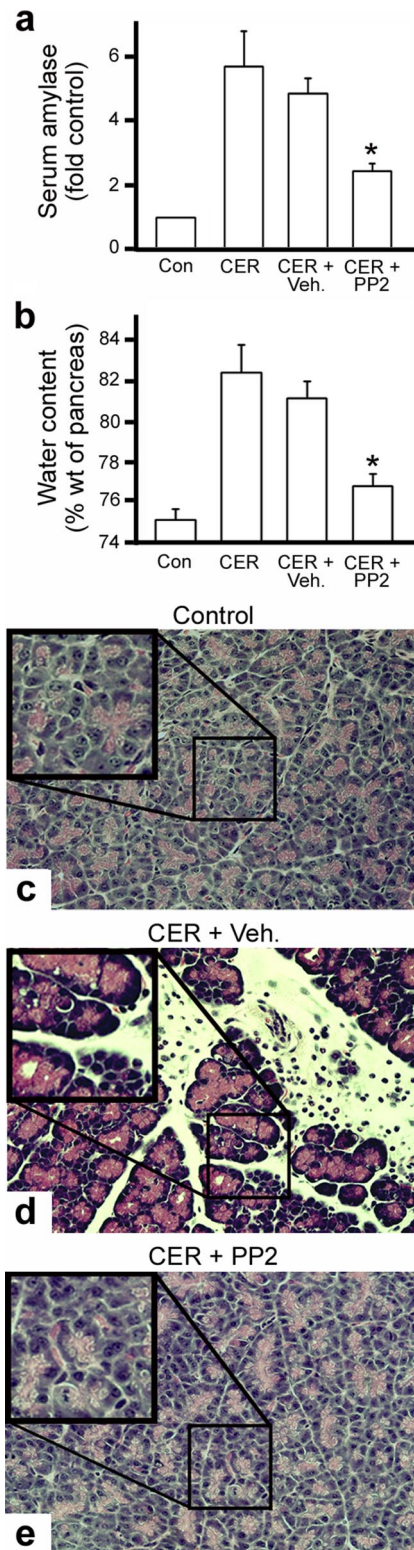 a
Serum amylase
(fold control)
6
4
2
0
*
Con
CER
CER +
Veh.
CER +
PP2
b
Water content
(% wt of pancreas)
84
82
80
78
76
74
*
Con
CER
CER +
Veh.
CER +
PP2
Control
c
CER + Veh.
d
CER + PP2
e